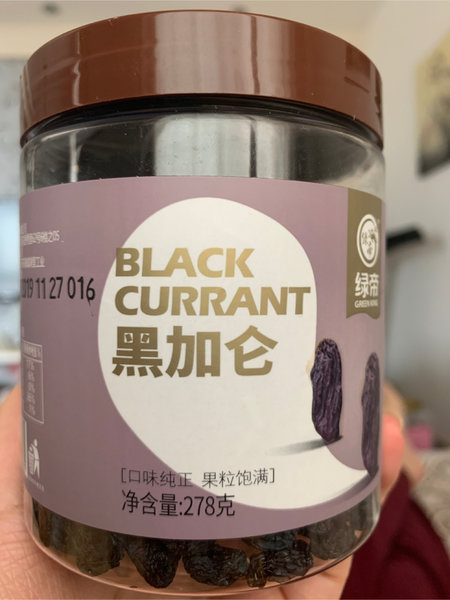 2019 11 27 016
BLACK
CURRANT
黑加仑
[口味纯正 果粒饱满]
净含量:278克
绿帝
GREEN KING